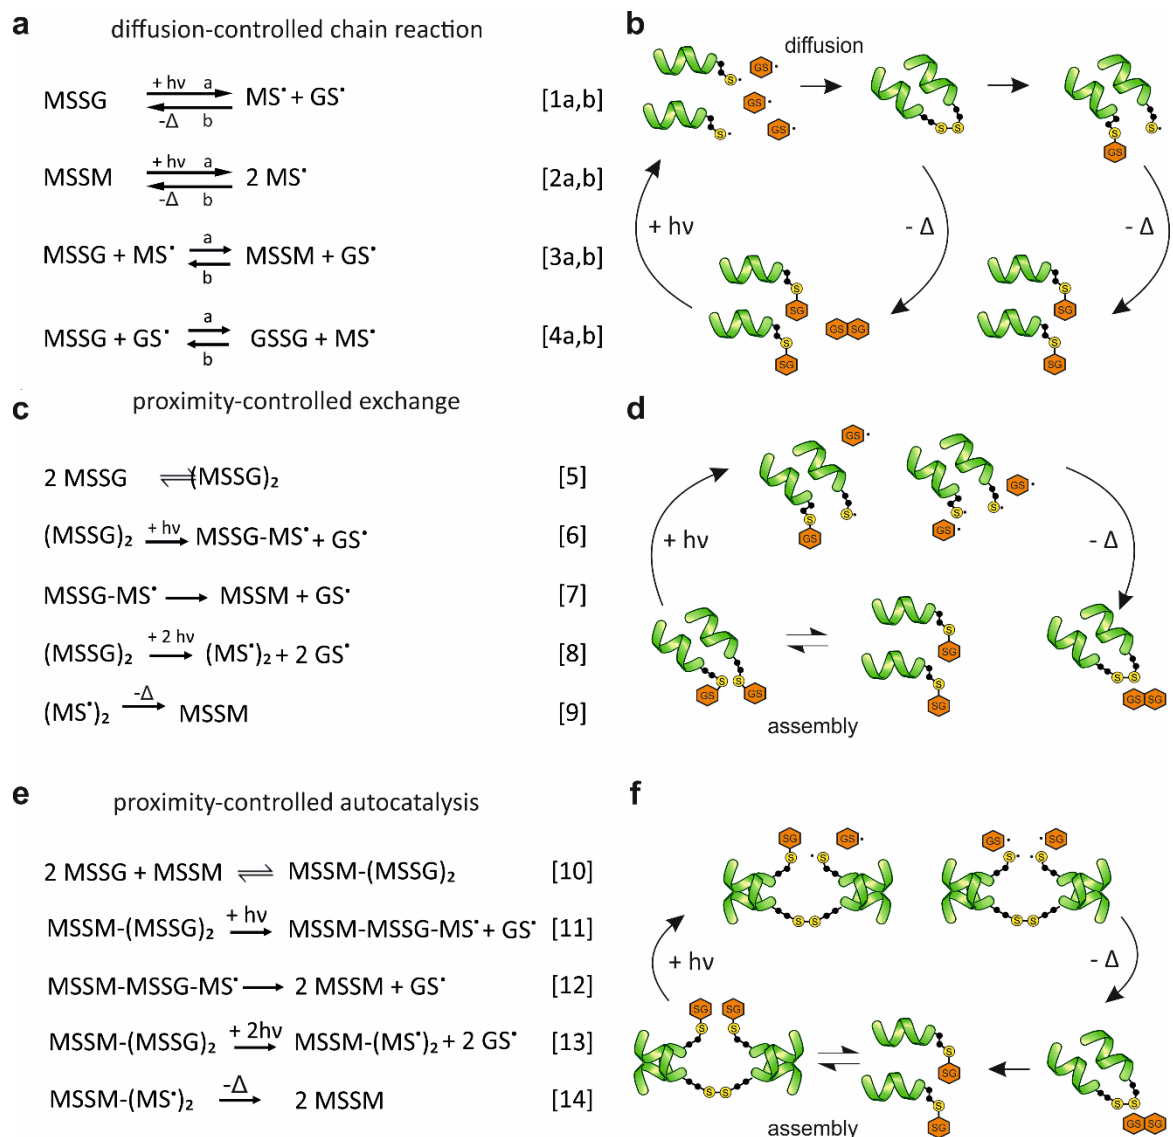 a
diffusion-controlled chain reaction
MSSG + hν a -Δ b MS• + GS• [1a,b]
MSSM + hν a -Δ b 2 MS• [2a,b]
MSSG + MS• a b MSSM + GS• [3a,b]
MSSG + GS• a b GSSG + MS• [4a,b]
b
diffusion
S• GS• GS• S• GS•
S S
S GS S•
+ hν
- Δ
- Δ
S SG S SG GS SG
S SG S SG
c
proximity-controlled exchange
2 MSSG ⇌ (MSSG)₂ [5]
(MSSG)₂ + hν → MSSG-MS• + GS• [6]
MSSG-MS• → MSSM + GS• [7]
(MSSG)₂ + 2 hν → (MS•)₂ + 2 GS• [8]
(MS•)₂ -Δ → MSSM [9]
d
GS• S GS S•
S• S• GS• GS•
+ hν
- Δ
S S GS GS
S SG S SG
S S GS SG
assembly
e
proximity-controlled autocatalysis
2 MSSG + MSSM ⇌ MSSM-(MSSG)₂ [10]
MSSM-(MSSG)₂ + hν → MSSM-MSSG-MS• + GS• [11]
MSSM-MSSG-MS• → 2 MSSM + GS• [12]
MSSM-(MSSG)₂ + 2hν → MSSM-(MS•)₂ + 2 GS• [13]
MSSM-(MS•)₂ -Δ → 2 MSSM [14]
f
SG GS•
S •S
S S
GS• •SG
S• •S
S S
+ hν
- Δ
SG SG
S S
S S
S SG S SG
S S GS SG
assembly